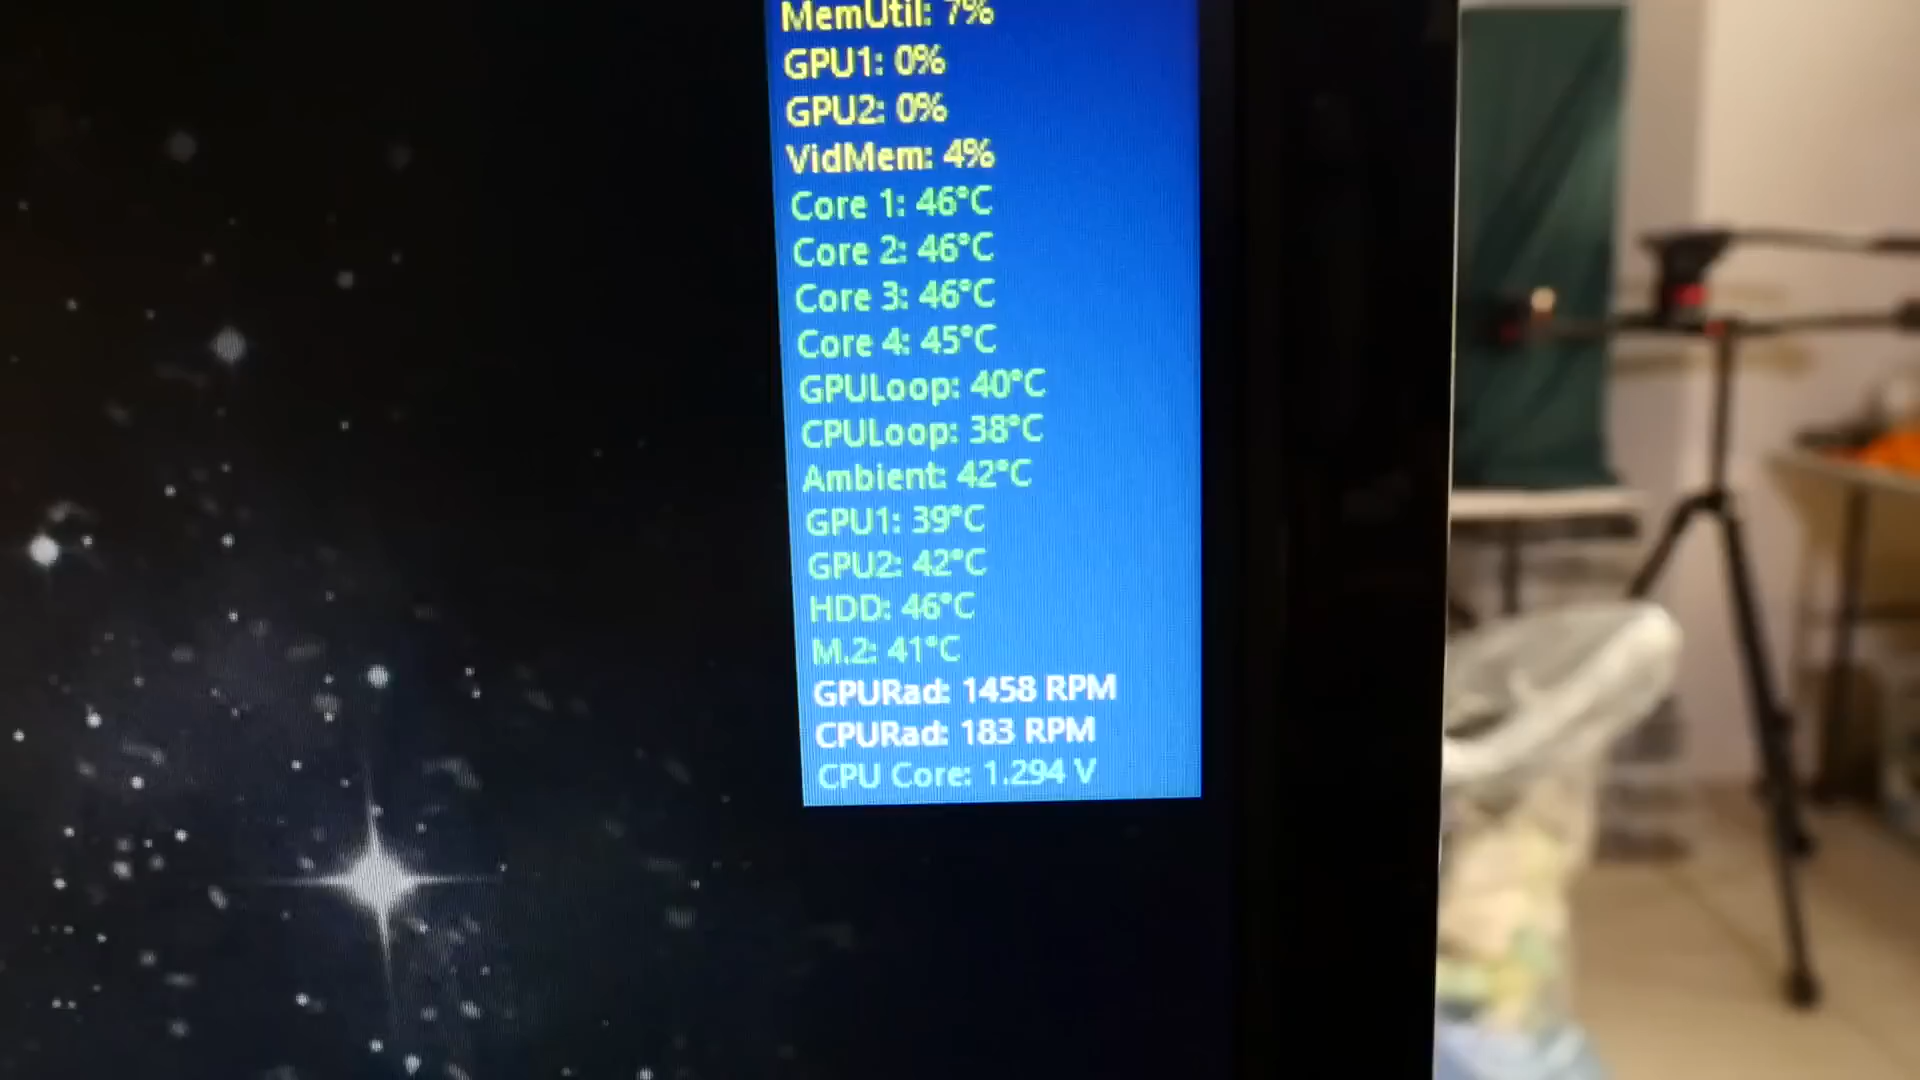 MemUtil: 7%
GPU1: 0%
GPU2: 0%
VidMem: 4%
Core 1: 46°C
Core 2: 46°C
Core 3: 46°C
Core 4: 45°C
GPULoop: 40°C
CPULoop: 38°C
Ambient: 42°C
GPU1: 39°C
GPU2: 42°C
HDD: 46°C
M.2: 41°C
GPURad: 1458 RPM
CPURad: 183 RPM
CPU Core: 1.294 V